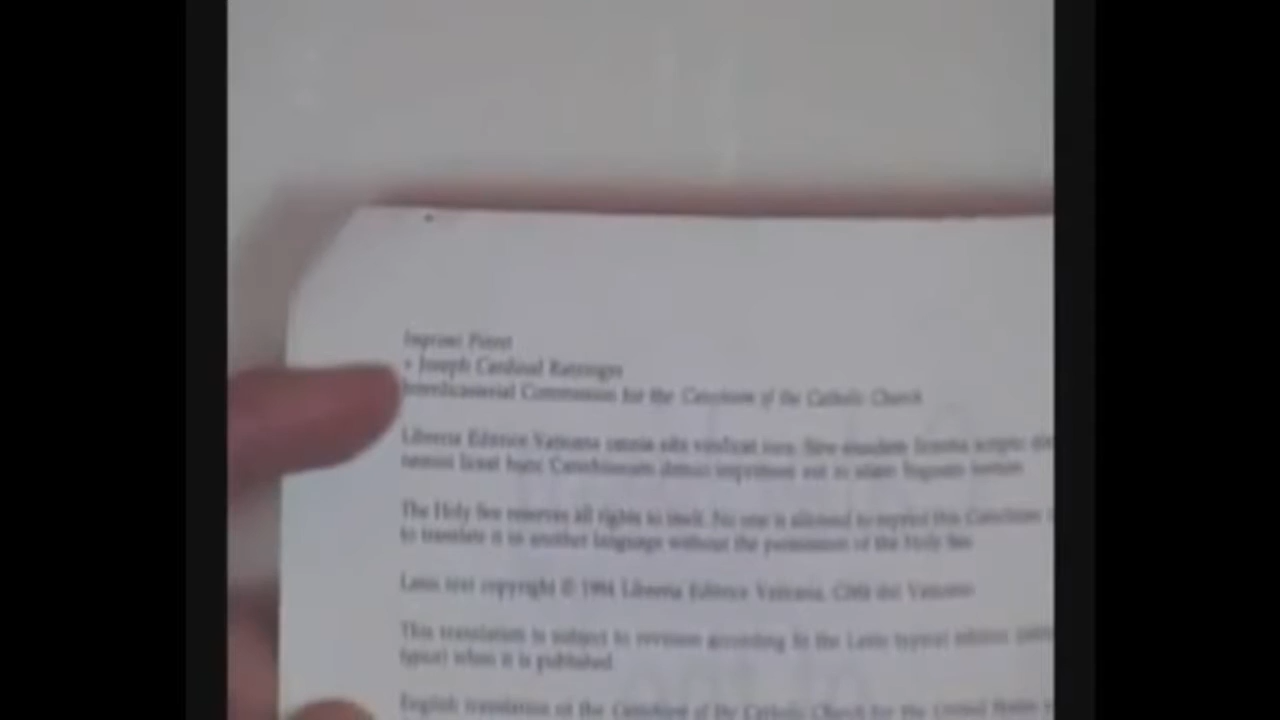 Imprimi Potest
+ Joseph Cardinal Ratzinger
Interdicasterial Commission for the Catechism of the Catholic Church
Libreria Editrice Vaticana omnia sibi vindicat iura. Sine eiusdem licentia scripto
nemini liceat hunc Catechismum denuo imprimere aut in aliam linguam vertere
The Holy See reserves all rights to itself. No one is allowed to reprint this Catechism
to translate it in another language without the permission of the Holy See
Latin text copyright © 1994 Libreria Editrice Vaticana, Città del Vaticano
This translation is subject to revision according to the Latin typical edition
typica) when it is published
English translation of the Catechism of the Catholic Church for the United States